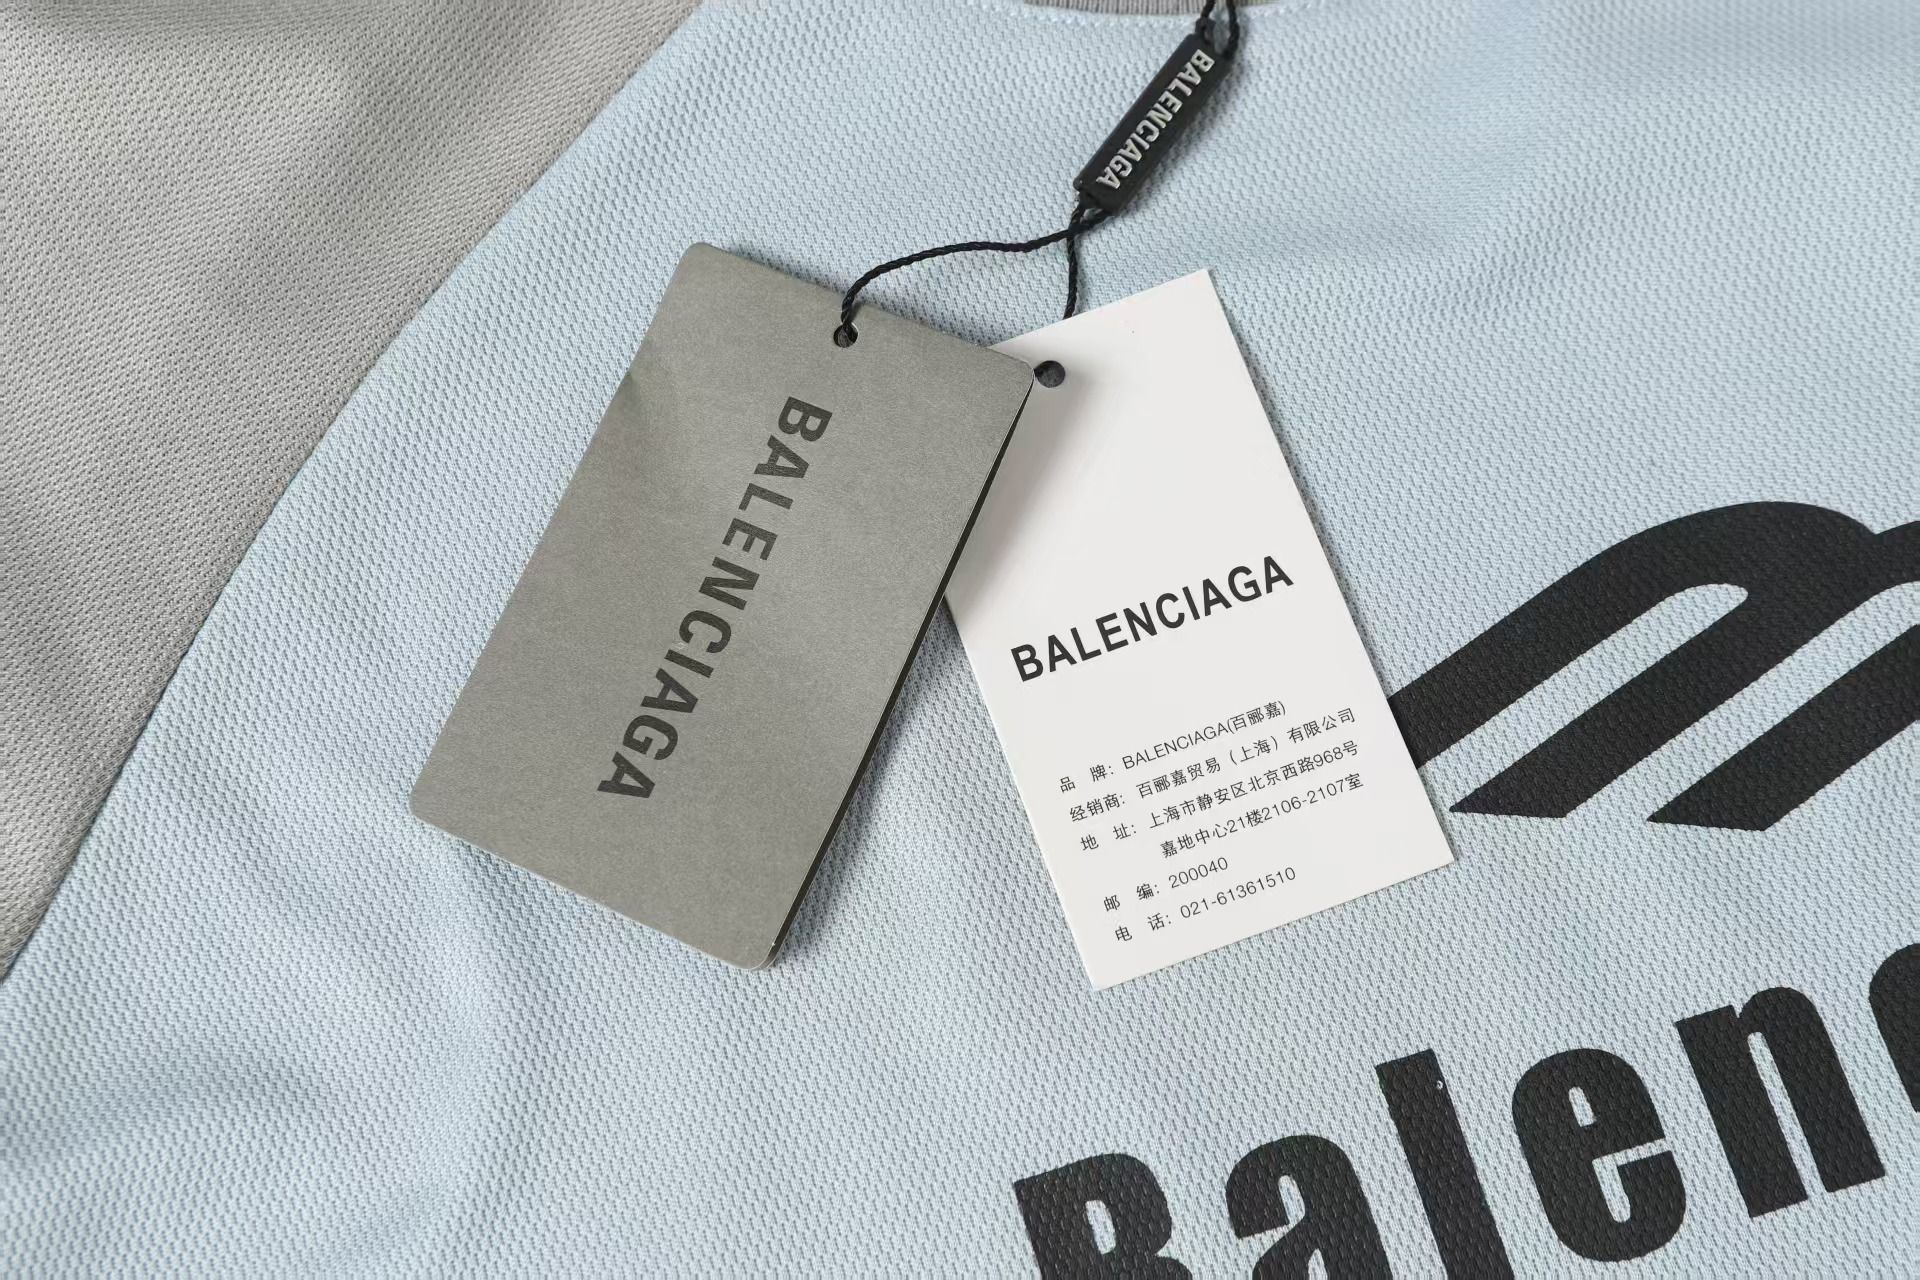 BALENCIAGA
BALENCIAGA
BALENCIAGA
品 牌: BALENCIAGA(百郦嘉)
经销商: 百郦嘉贸易（上海）有限公司
地 址: 上海市静安区北京西路968号
嘉地中心21楼2106-2107室
邮 编: 200040
电 话: 021-61361510
Balenc